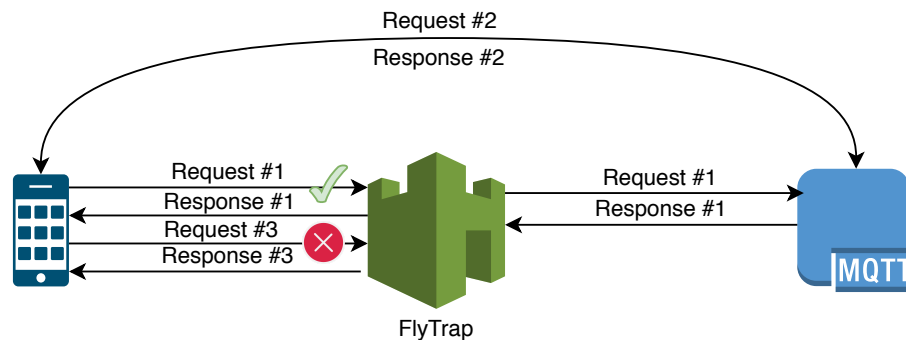 Request #2
Response #2
Request #1
Response #1
Request #3
Response #3
Request #1
Response #1
MQTT
FlyTrap